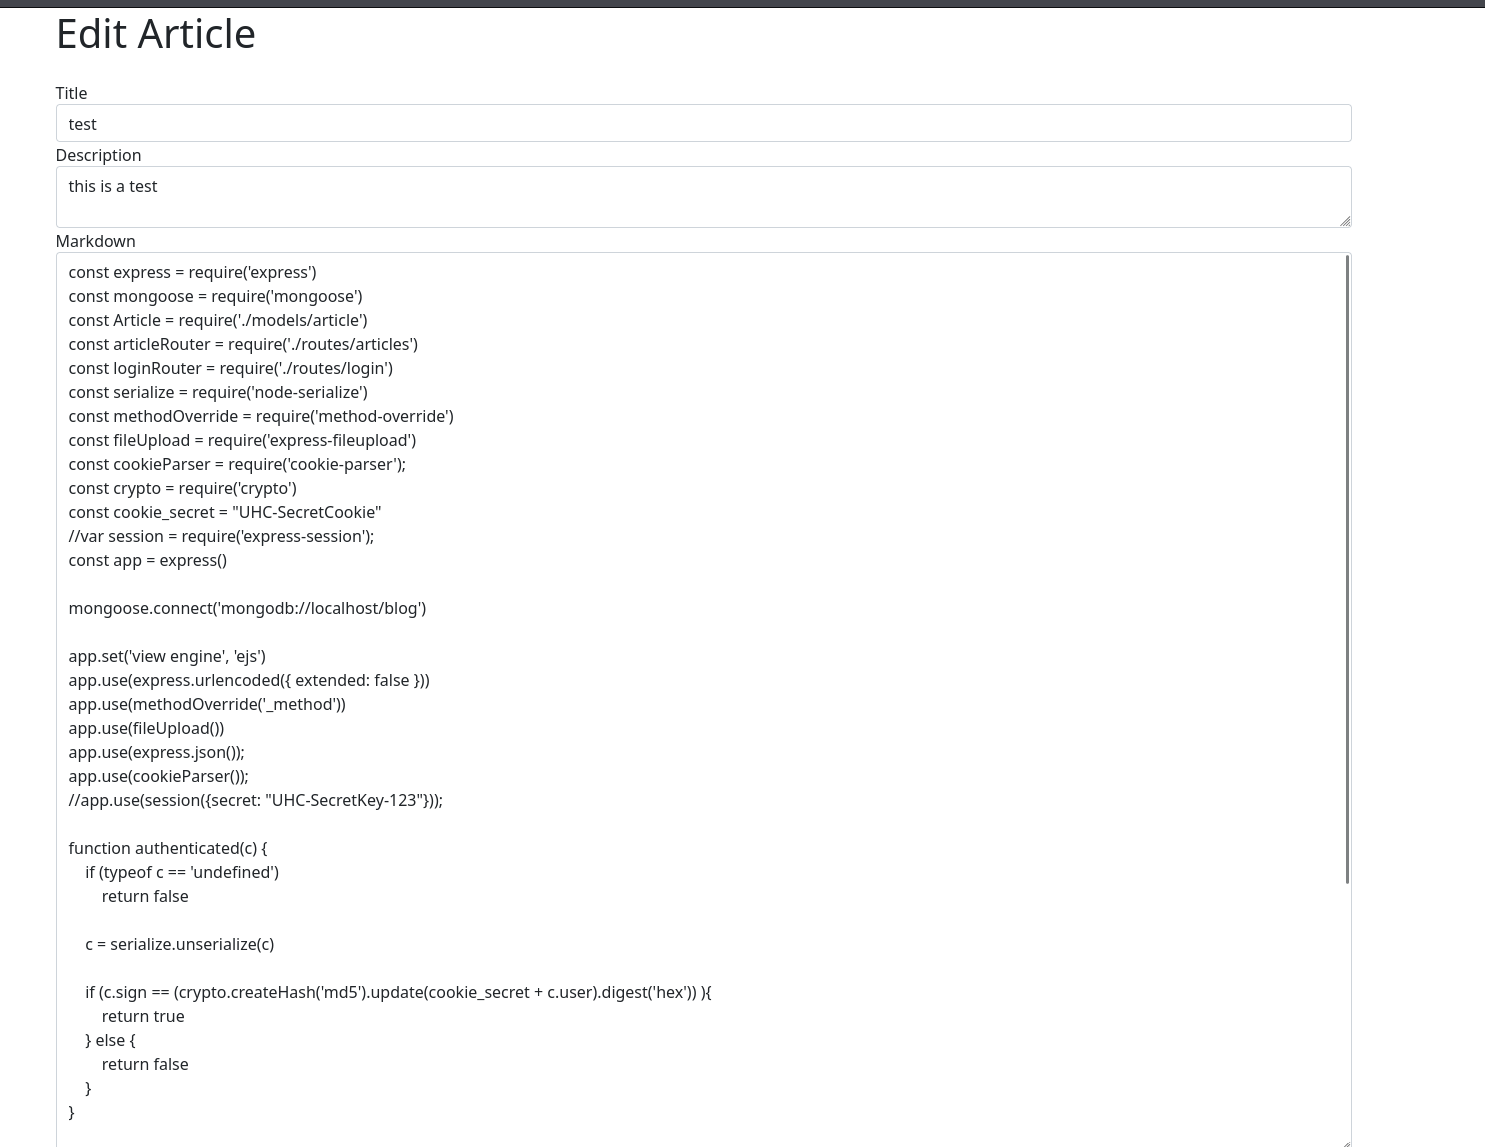 Edit Article
Title
test
Description
this is a test
Markdown
const express = require('express')
const mongoose = require('mongoose')
const Article = require('./models/article')
const articleRouter = require('./routes/articles')
const loginRouter = require('./routes/login')
const serialize = require('node-serialize')
const methodOverride = require('method-override')
const fileUpload = require('express-fileupload')
const cookieParser = require('cookie-parser');
const crypto = require('crypto')
const cookie_secret = "UHC-SecretCookie"
//var session = require('express-session');
const app = express()

mongoose.connect('mongodb://localhost/blog')

app.set('view engine', 'ejs')
app.use(express.urlencoded({ extended: false }))
app.use(methodOverride('_method'))
app.use(fileUpload())
app.use(express.json());
app.use(cookieParser());
//app.use(session({secret: "UHC-SecretKey-123"}));

function authenticated(c) {
    if (typeof c == 'undefined')
        return false

    c = serialize.unserialize(c)

    if (c.sign == (crypto.createHash('md5').update(cookie_secret + c.user).digest('hex')) ){
        return true
    } else {
        return false
    }
}